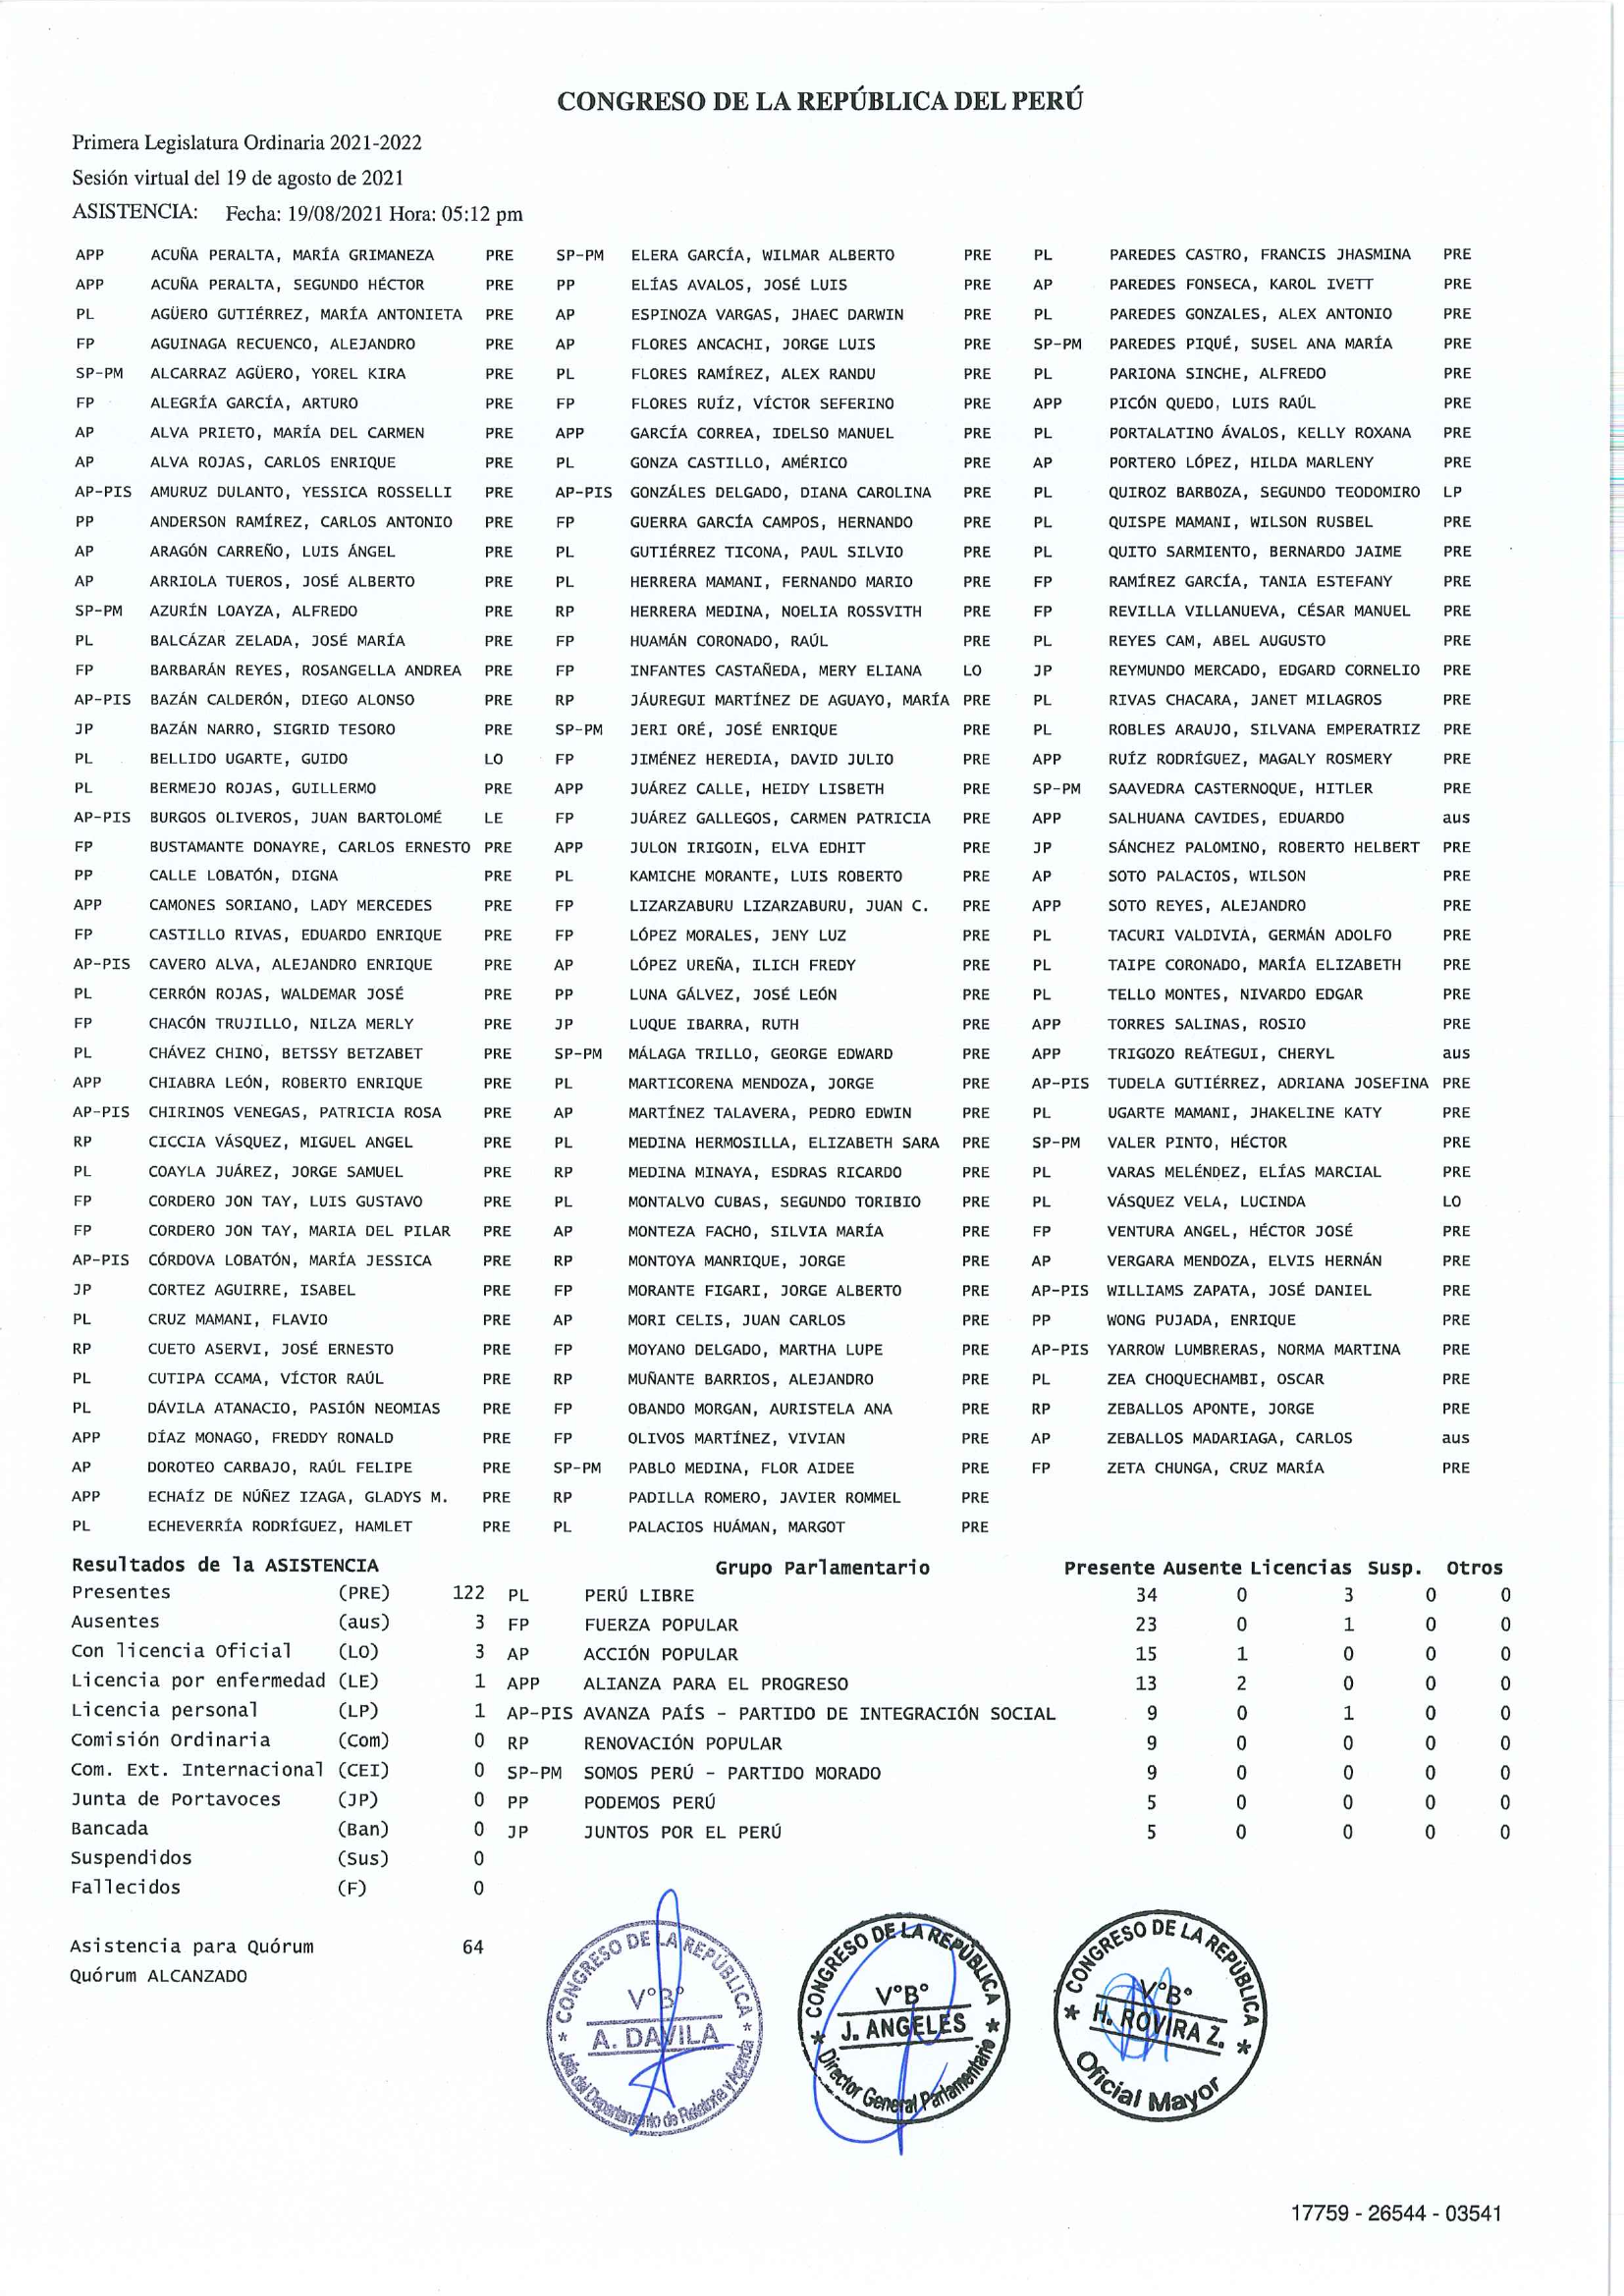 CONGRESO DE LA REPÚBLICA DEL PERÚ
Primera Legislatura Ordinaria 2021-2022
Sesión virtual del 19 de agosto de 2021
ASISTENCIA: Fecha: 19/08/2021 Hora: 05:12 pm
APP ACUÑA PERALTA, MARÍA GRIMANEZA PRE SP-PM ELERA GARCÍA, WILMAR ALBERTO PRE PL PAREDES CASTRO, FRANCIS JHASMINA PRE
APP ACUÑA PERALTA, SEGUNDO HÉCTOR PRE PP ELÍAS AVALOS, JOSÉ LUIS PRE AP PAREDES FONSECA, KAROL IVETT PRE
PL AGÜERO GUTIÉRREZ, MARÍA ANTONIETA PRE AP ESPINOZA VARGAS, JHAEC DARWIN PRE PL PAREDES GONZALES, ALEX ANTONIO PRE
FP AGUINAGA RECUENCO, ALEJANDRO PRE AP FLORES ANCACHI, JORGE LUIS PRE SP-PM PAREDES PIQUÉ, SUSEL ANA MARÍA PRE
SP-PM ALCARRAZ AGÜERO, YOREL KIRA PRE PL FLORES RAMÍREZ, ALEX RANDU PRE PL PARIONA SINCHE, ALFREDO PRE
FP ALEGRÍA GARCÍA, ARTURO PRE FP FLORES RUÍZ, VÍCTOR SEFERINO PRE APP PICÓN QUEDO, LUIS RAÚL PRE
AP ALVA PRIETO, MARÍA DEL CARMEN PRE APP GARCÍA CORREA, IDELSO MANUEL PRE PL PORTALATINO ÁVALOS, KELLY ROXANA PRE
AP ALVA ROJAS, CARLOS ENRIQUE PRE PL GONZA CASTILLO, AMÉRICO PRE AP PORTERO LÓPEZ, HILDA MARLENY PRE
AP-PIS AMURUZ DULANTO, YESSICA ROSSELLI PRE AP-PIS GONZÁLES DELGADO, DIANA CAROLINA PRE PL QUIROZ BARBOZA, SEGUNDO TEODOMIRO LP
PP ANDERSON RAMÍREZ, CARLOS ANTONIO PRE FP GUERRA GARCÍA CAMPOS, HERNANDO PRE PL QUISPE MAMANI, WILSON RUSBEL PRE
AP ARAGÓN CARREÑO, LUIS ÁNGEL PRE PL GUTIÉRREZ TICONA, PAUL SILVIO PRE PL QUITO SARMIENTO, BERNARDO JAIME PRE
AP ARRIOLA TUEROS, JOSÉ ALBERTO PRE PL HERRERA MAMANI, FERNANDO MARIO PRE FP RAMÍREZ GARCÍA, TANIA ESTEFANY PRE
SP-PM AZURÍN LOAYZA, ALFREDO PRE RP HERRERA MEDINA, NOELIA ROSSVITH PRE FP REVILLA VILLANUEVA, CÉSAR MANUEL PRE
PL BALCÁZAR ZELADA, JOSÉ MARÍA PRE FP HUAMÁN CORONADO, RAÚL PRE PL REYES CAM, ABEL AUGUSTO PRE
FP BARBARÁN REYES, ROSANGELLA ANDREA PRE FP INFANTES CASTAÑEDA, MERY ELIANA LO JP REYMUNDO MERCADO, EDGARD CORNELIO PRE
AP-PIS BAZÁN CALDERÓN, DIEGO ALONSO PRE RP JÁUREGUI MARTÍNEZ DE AGUAYO, MARÍA PRE PL RIVAS CHACARA, JANET MILAGROS PRE
JP BAZÁN NARRO, SIGRID TESORO PRE SP-PM JERI ORÉ, JOSÉ ENRIQUE PRE PL ROBLES ARAUJO, SILVANA EMPERATRIZ PRE
PL BELLIDO UGARTE, GUIDO LO FP JIMÉNEZ HEREDIA, DAVID JULIO PRE APP RUÍZ RODRÍGUEZ, MAGALY ROSMERY PRE
PL BERMEJO ROJAS, GUILLERMO PRE APP JUÁREZ CALLE, HEIDY LISBETH PRE SP-PM SAAVEDRA CASTERNOQUE, HITLER PRE
AP-PIS BURGOS OLIVEROS, JUAN BARTOLOMÉ LE FP JUÁREZ GALLEGOS, CARMEN PATRICIA PRE APP SALHUANA CAVIDES, EDUARDO aus
FP BUSTAMANTE DONAYRE, CARLOS ERNESTO PRE APP JULON IRIGOIN, ELVA EDHIT PRE JP SÁNCHEZ PALOMINO, ROBERTO HELBERT PRE
PP CALLE LOBATÓN, DIGNA PRE PL KAMICHE MORANTE, LUIS ROBERTO PRE AP SOTO PALACIOS, WILSON PRE
APP CAMONES SORIANO, LADY MERCEDES PRE FP LIZARZABURU LIZARZABURU, JUAN C. PRE APP SOTO REYES, ALEJANDRO PRE
FP CASTILLO RIVAS, EDUARDO ENRIQUE PRE FP LÓPEZ MORALES, JENY LUZ PRE PL TACURI VALDIVIA, GERMÁN ADOLFO PRE
AP-PIS CAVERO ALVA, ALEJANDRO ENRIQUE PRE AP LÓPEZ UREÑA, ILICH FREDY PRE PL TAIPE CORONADO, MARÍA ELIZABETH PRE
PL CERRÓN ROJAS, WALDEMAR JOSÉ PRE PP LUNA GÁLVEZ, JOSÉ LEÓN PRE PL TELLO MONTES, NIVARDO EDGAR PRE
FP CHACÓN TRUJILLO, NILZA MERLY PRE JP LUQUE IBARRA, RUTH PRE APP TORRES SALINAS, ROSIO PRE
PL CHÁVEZ CHINO, BETSSY BETZABET PRE SP-PM MÁLAGA TRILLO, GEORGE EDWARD PRE APP TRIGOZO REÁTEGUI, CHERYL aus
APP CHIABRA LEÓN, ROBERTO ENRIQUE PRE PL MARTICORENA MENDOZA, JORGE PRE AP-PIS TUDELA GUTIÉRREZ, ADRIANA JOSEFINA PRE
AP-PIS CHIRINOS VENEGAS, PATRICIA ROSA PRE AP MARTÍNEZ TALAVERA, PEDRO EDWIN PRE PL UGARTE MAMANI, JHAKELINE KATY PRE
RP CICCIA VÁSQUEZ, MIGUEL ANGEL PRE PL MEDINA HERMOSILLA, ELIZABETH SARA PRE SP-PM VALER PINTO, HÉCTOR PRE
PL COAYLA JUÁREZ, JORGE SAMUEL PRE RP MEDINA MINAYA, ESDRAS RICARDO PRE PL VARAS MELÉNDEZ, ELÍAS MARCIAL PRE
FP CORDERO JON TAY, LUIS GUSTAVO PRE PL MONTALVO CUBAS, SEGUNDO TORIBIO PRE PL VÁSQUEZ VELA, LUCINDA LO
FP CORDERO JON TAY, MARIA DEL PILAR PRE AP MONTEZA FACHO, SILVIA MARÍA PRE FP VENTURA ANGEL, HÉCTOR JOSÉ PRE
AP-PIS CÓRDOVA LOBATÓN, MARÍA JESSICA PRE RP MONTOYA MANRIQUE, JORGE PRE AP VERGARA MENDOZA, ELVIS HERNÁN PRE
JP CORTEZ AGUIRRE, ISABEL PRE FP MORANTE FIGARI, JORGE ALBERTO PRE AP-PIS WILLIAMS ZAPATA, JOSÉ DANIEL PRE
PL CRUZ MAMANI, FLAVIO PRE AP MORI CELIS, JUAN CARLOS PRE PP WONG PUJADA, ENRIQUE PRE
RP CUETO ASERVI, JOSÉ ERNESTO PRE FP MOYANO DELGADO, MARTHA LUPE PRE AP-PIS YARROW LUMBRERAS, NORMA MARTINA PRE
PL CUTIPA CCAMA, VÍCTOR RAÚL PRE RP MUÑANTE BARRIOS, ALEJANDRO PRE PL ZEA CHOQUECHAMBI, OSCAR PRE
PL DÁVILA ATANACIO, PASIÓN NEOMIAS PRE FP OBANDO MORGAN, AURISTELA ANA PRE RP ZEBALLOS APONTE, JORGE PRE
APP DÍAZ MONAGO, FREDDY RONALD PRE FP OLIVOS MARTÍNEZ, VIVIAN PRE AP ZEBALLOS MADARIAGA, CARLOS aus
AP DOROTEO CARBAJO, RAÚL FELIPE PRE SP-PM PABLO MEDINA, FLOR AIDEE PRE FP ZETA CHUNGA, CRUZ MARÍA PRE
APP ECHAÍZ DE NÚÑEZ IZAGA, GLADYS M. PRE RP PADILLA ROMERO, JAVIER ROMMEL PRE
PL ECHEVERRÍA RODRÍGUEZ, HAMLET PRE PL PALACIOS HUÁMAN, MARGOT PRE
Resultados de la ASISTENCIA Grupo Parlamentario Presente Ausente Licencias Susp. Otros
Presentes (PRE) 122 PL PERÚ LIBRE 34 0 3 0 0
Ausentes (aus) 3 FP FUERZA POPULAR 23 0 1 0 0
Con licencia Oficial (LO) 3 AP ACCIÓN POPULAR 15 1 0 0 0
Licencia por enfermedad (LE) 1 APP ALIANZA PARA EL PROGRESO 13 2 0 0 0
Licencia personal (LP) 1 AP-PIS AVANZA PAÍS - PARTIDO DE INTEGRACIÓN SOCIAL 9 0 1 0 0
Comisión Ordinaria (Com) 0 RP RENOVACIÓN POPULAR 9 0 0 0 0
Com. Ext. Internacional (CEI) 0 SP-PM SOMOS PERÚ - PARTIDO MORADO 9 0 0 0 0
Junta de Portavoces (JP) 0 PP PODEMOS PERÚ 5 0 0 0 0
Bancada (Ban) 0 JP JUNTOS POR EL PERÚ 5 0 0 0 0
Suspendidos (Sus) 0
Fallecidos (F) 0
Asistencia para Quórum 64
Quórum ALCANZADO
CONGRESO DE LA REPÚBLICA
V°B°
A. DAVILA
Jefa del Departamento de Relatoría y Agenda
CONGRESO DE LA REPÚBLICA
V°B°
J. ANGELES
Director General Parlamentario
CONGRESO DE LA REPÚBLICA
V°B°
H. ROVIRA Z.
Oficial Mayor
17759 - 26544 - 03541